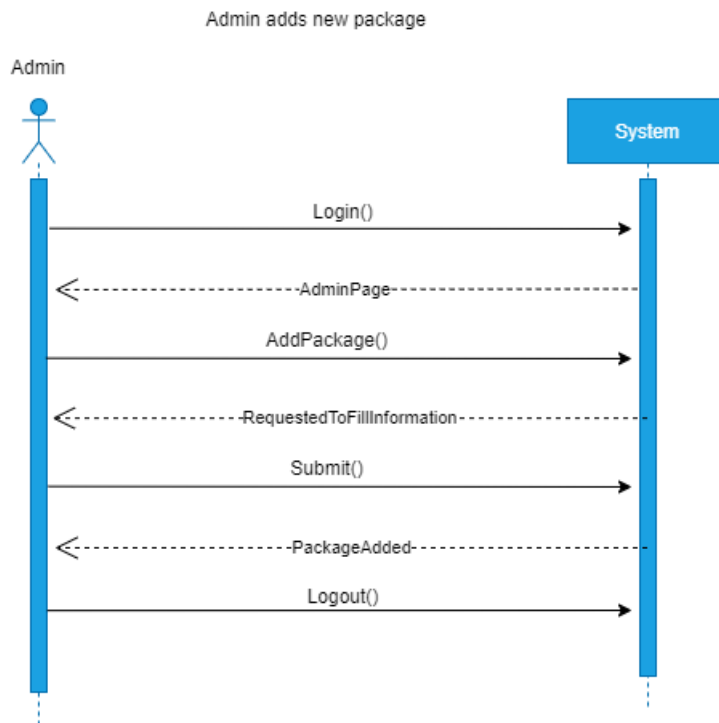 Admin adds new package
Admin
System
Login()
AdminPage
AddPackage()
RequestedToFillInformation
Submit()
PackageAdded
Logout()